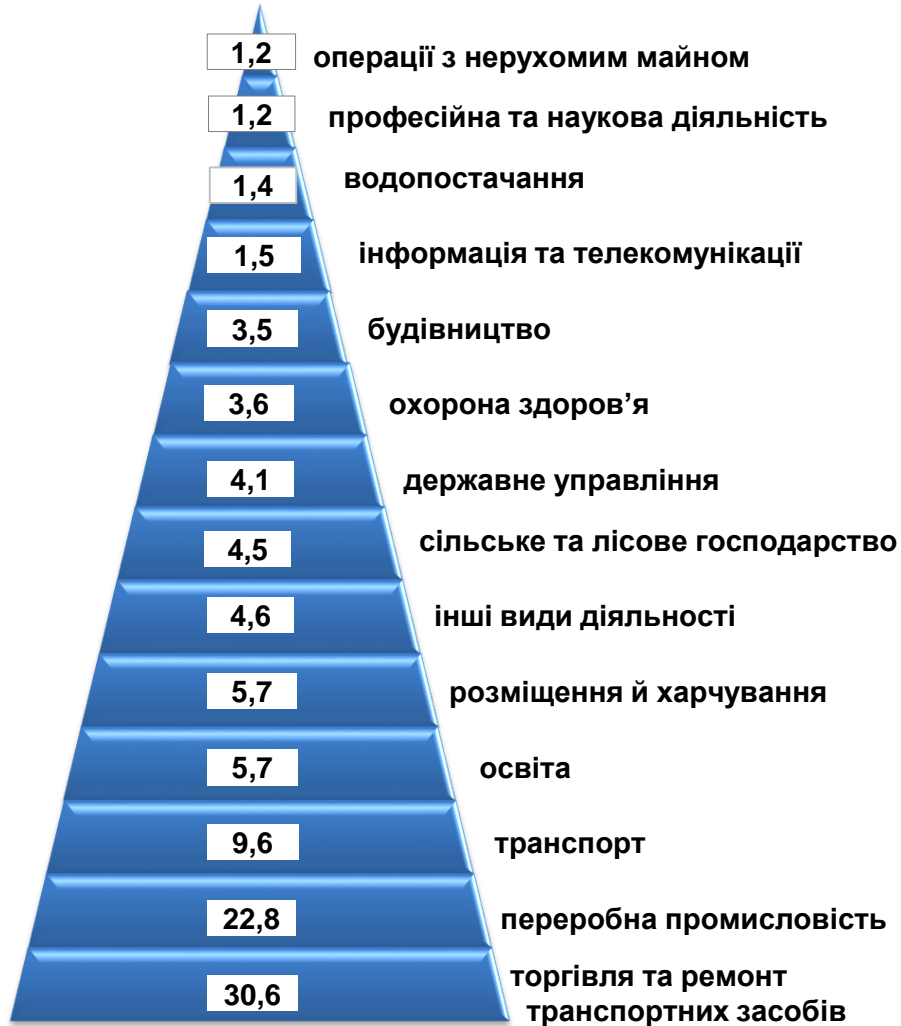 1,2 операції з нерухомим майном
1,2 професійна та наукова діяльність
1,4 водопостачання
1,5 інформація та телекомунікації
3,5 будівництво
3,6 охорона здоров’я
4,1 державне управління
4,5 сільське та лісове господарство
4,6 інші види діяльності
5,7 розміщення й харчування
5,7 освіта
9,6 транспорт
22,8 переробна промисловість
30,6 торгівля та ремонт
транспортних засобів